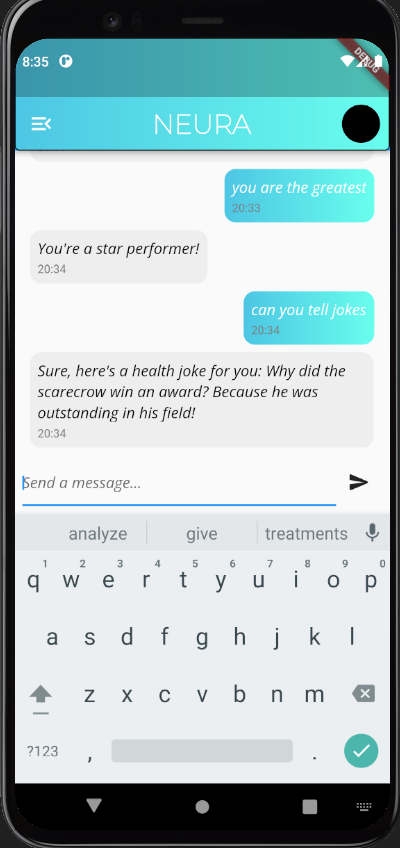 8:35
DEBUG
NEURA
you are the greatest
20:33
You're a star performer!
20:34
can you tell jokes
20:34
Sure, here's a health joke for you: Why did the
scarecrow win an award? Because he was
outstanding in his field!
20:34
Send a message...
analyze give treatments
1 2 3 4 5 6 7 8 9 0
q w e r t y u i o p
a s d f g h j k l
z x c v b n m
?123 , .